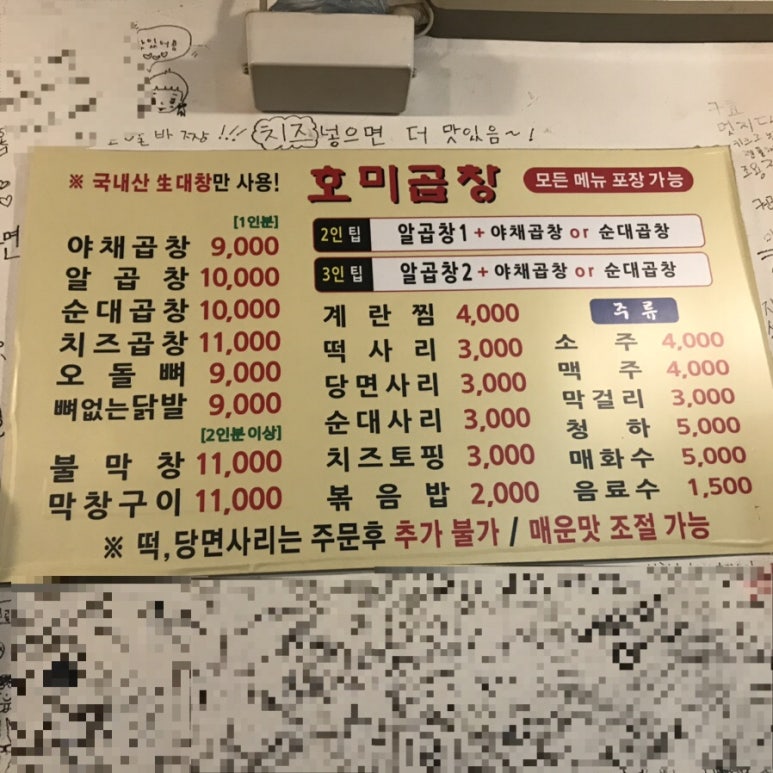 맛있어용
치즈넣으면 더 맛있음~!
※ 국내산 生대창만 사용!
호미곱창
모든 메뉴 포장 가능
[1인분]
야채곱창 9,000
알곱창 10,000
순대곱창 10,000
치즈곱창 11,000
오돌뼈 9,000
뼈없는닭발 9,000
[2인분 이상]
불막창 11,000
막창구이 11,000
2인 팁 알곱창1 + 야채곱창 or 순대곱창
3인 팁 알곱창2 + 야채곱창 or 순대곱창
계란찜 4,000
떡사리 3,000
당면사리 3,000
순대사리 3,000
치즈토핑 3,000
볶음밥 2,000
주류
소주 4,000
맥주 4,000
막걸리 3,000
청하 5,000
매화수 5,000
음료수 1,500
※ 떡,당면사리는 주문후 추가 불가 / 매운맛 조절 가능